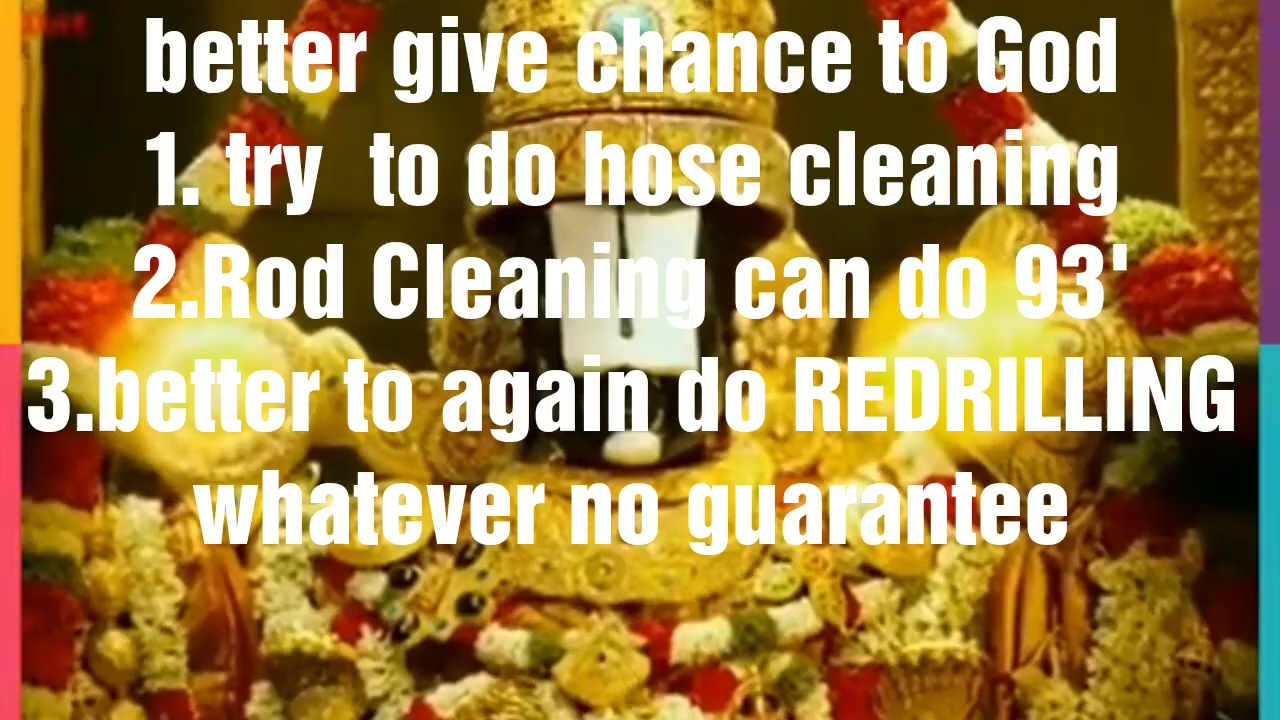 better give chance to God
1. try  to do hose cleaning
2.Rod Cleaning can do 93'
3.better to again do REDRILLING
whatever no guarantee